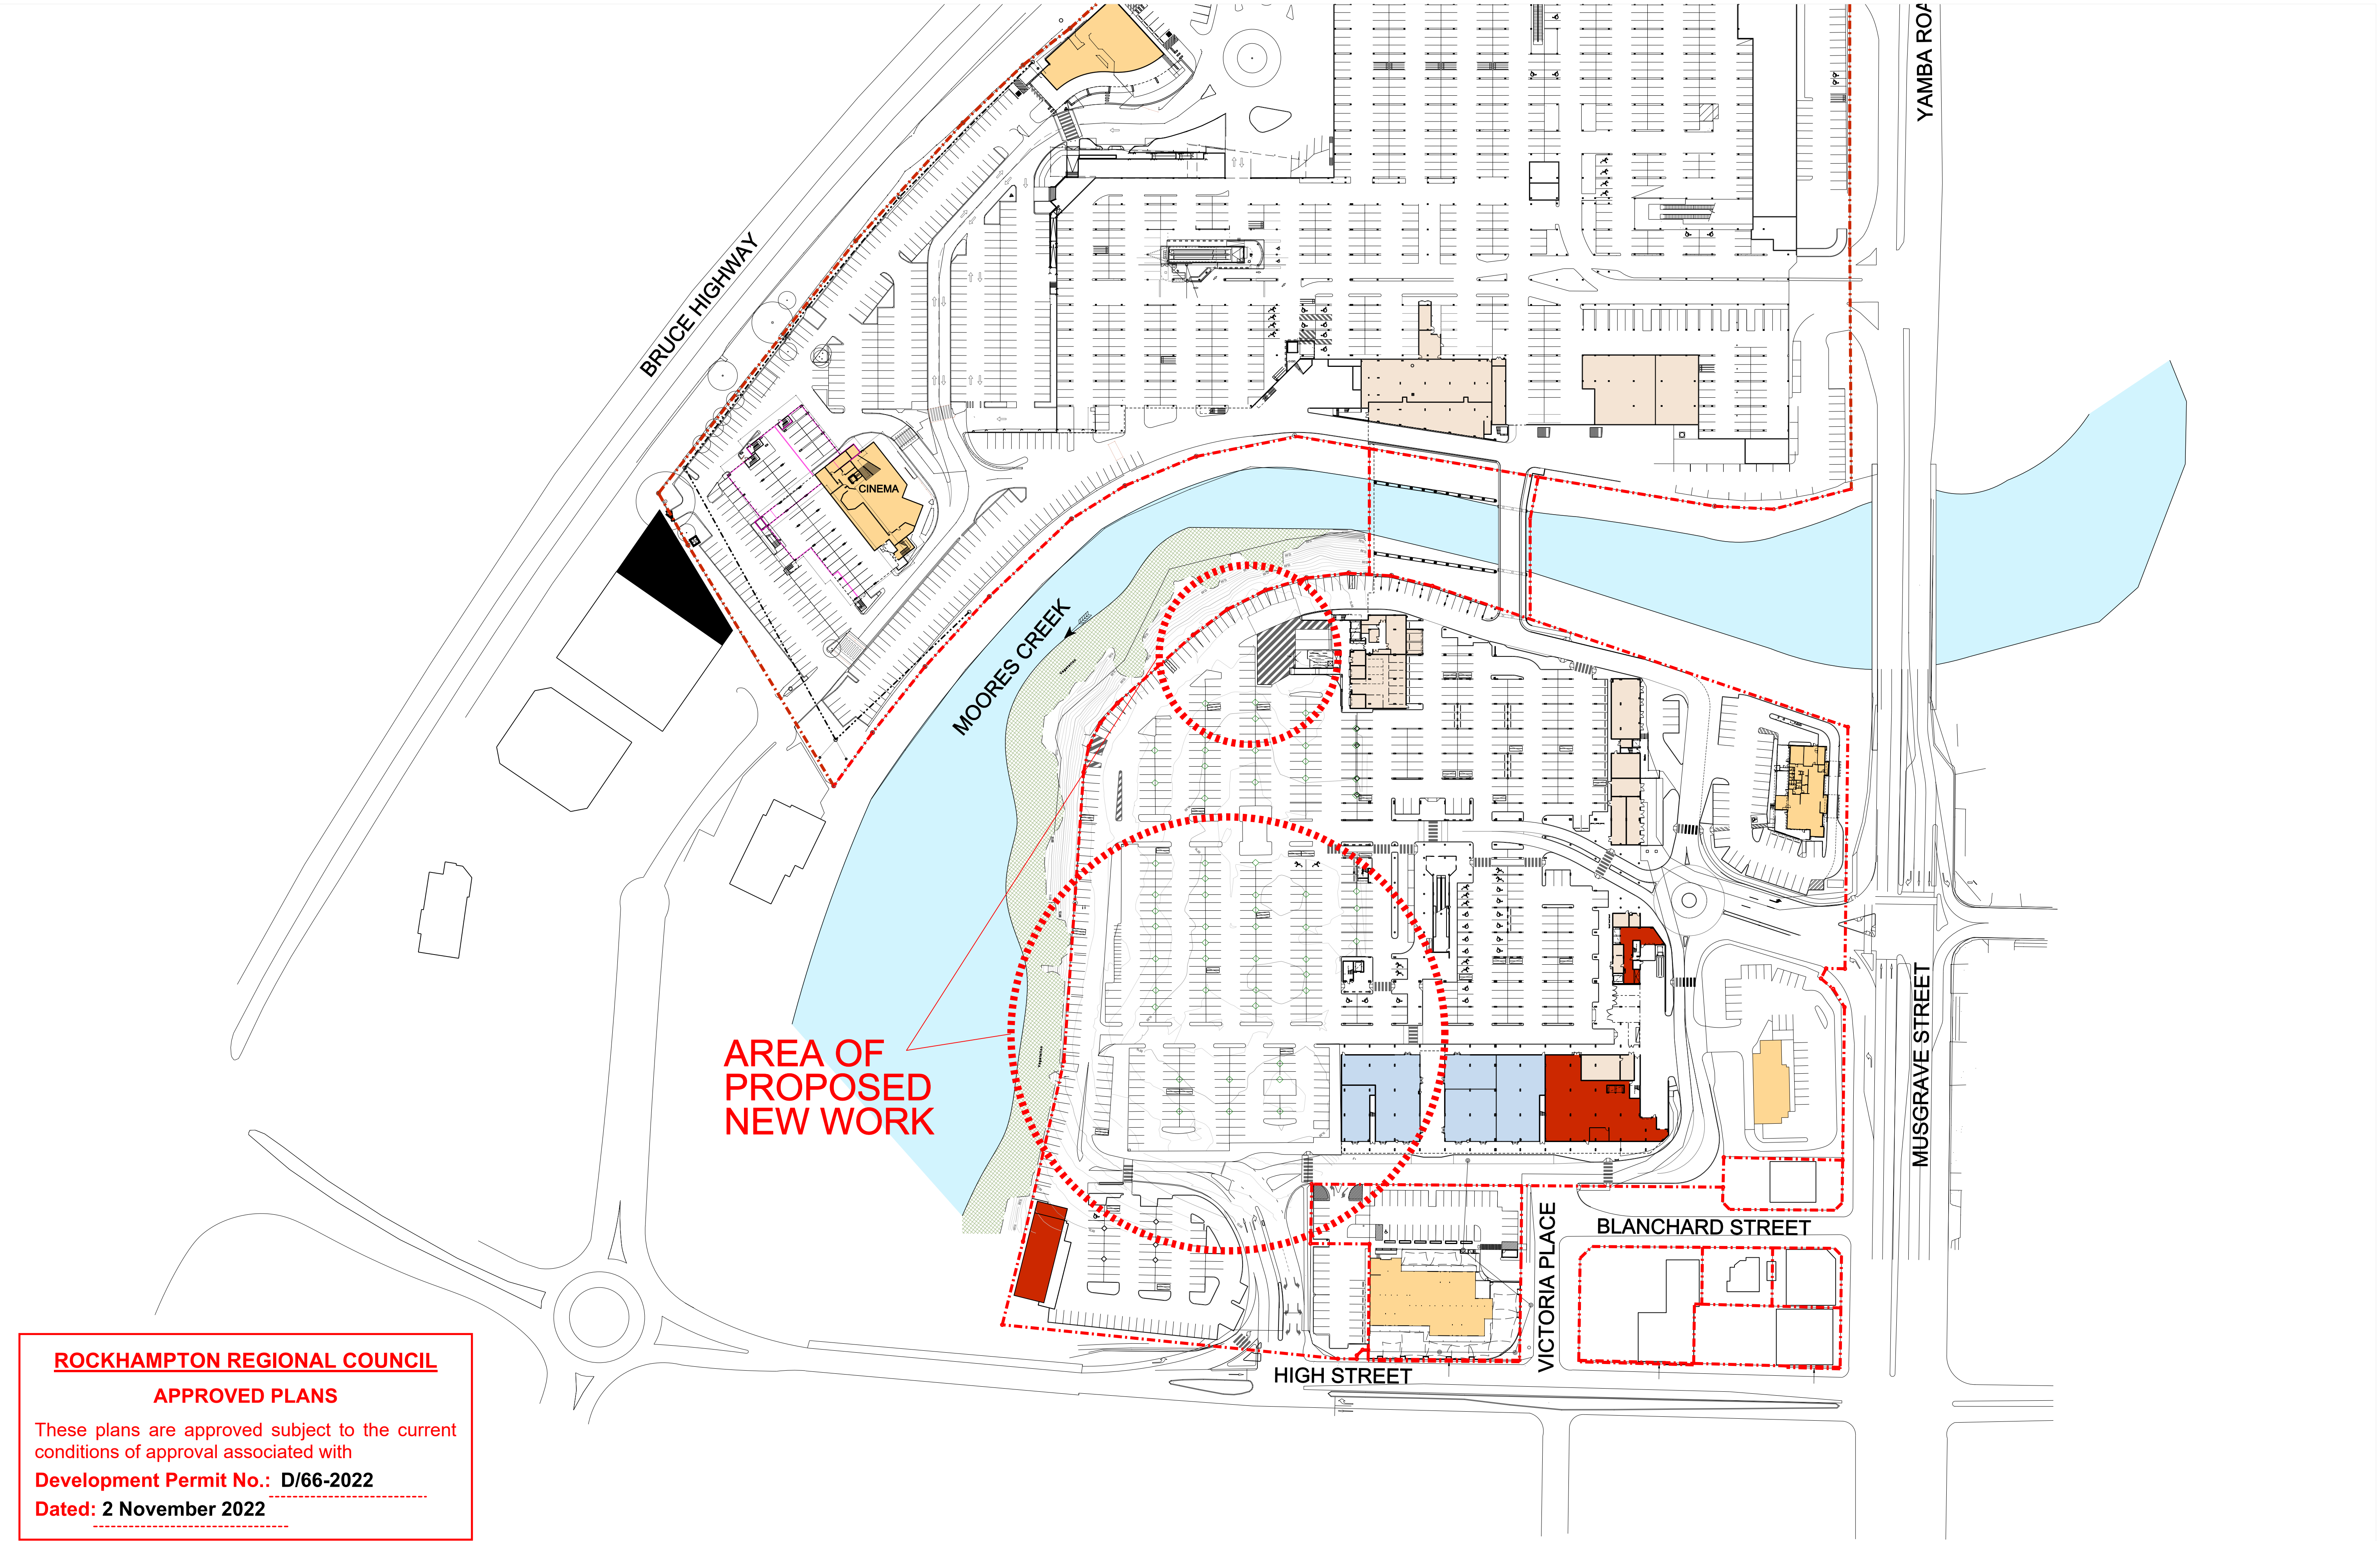 YAMBA ROA
BRUCE HIGHWAY
CINEMA
MOORES CREEK
AREA OF
PROPOSED
NEW WORK
MUSGRAVE STREET
BLANCHARD STREET
VICTORIA PLACE
HIGH STREET
ROCKHAMPTON REGIONAL COUNCIL
APPROVED PLANS
These plans are approved subject to the current
conditions of approval associated with
Development Permit No.: D/66-2022
Dated: 2 November 2022